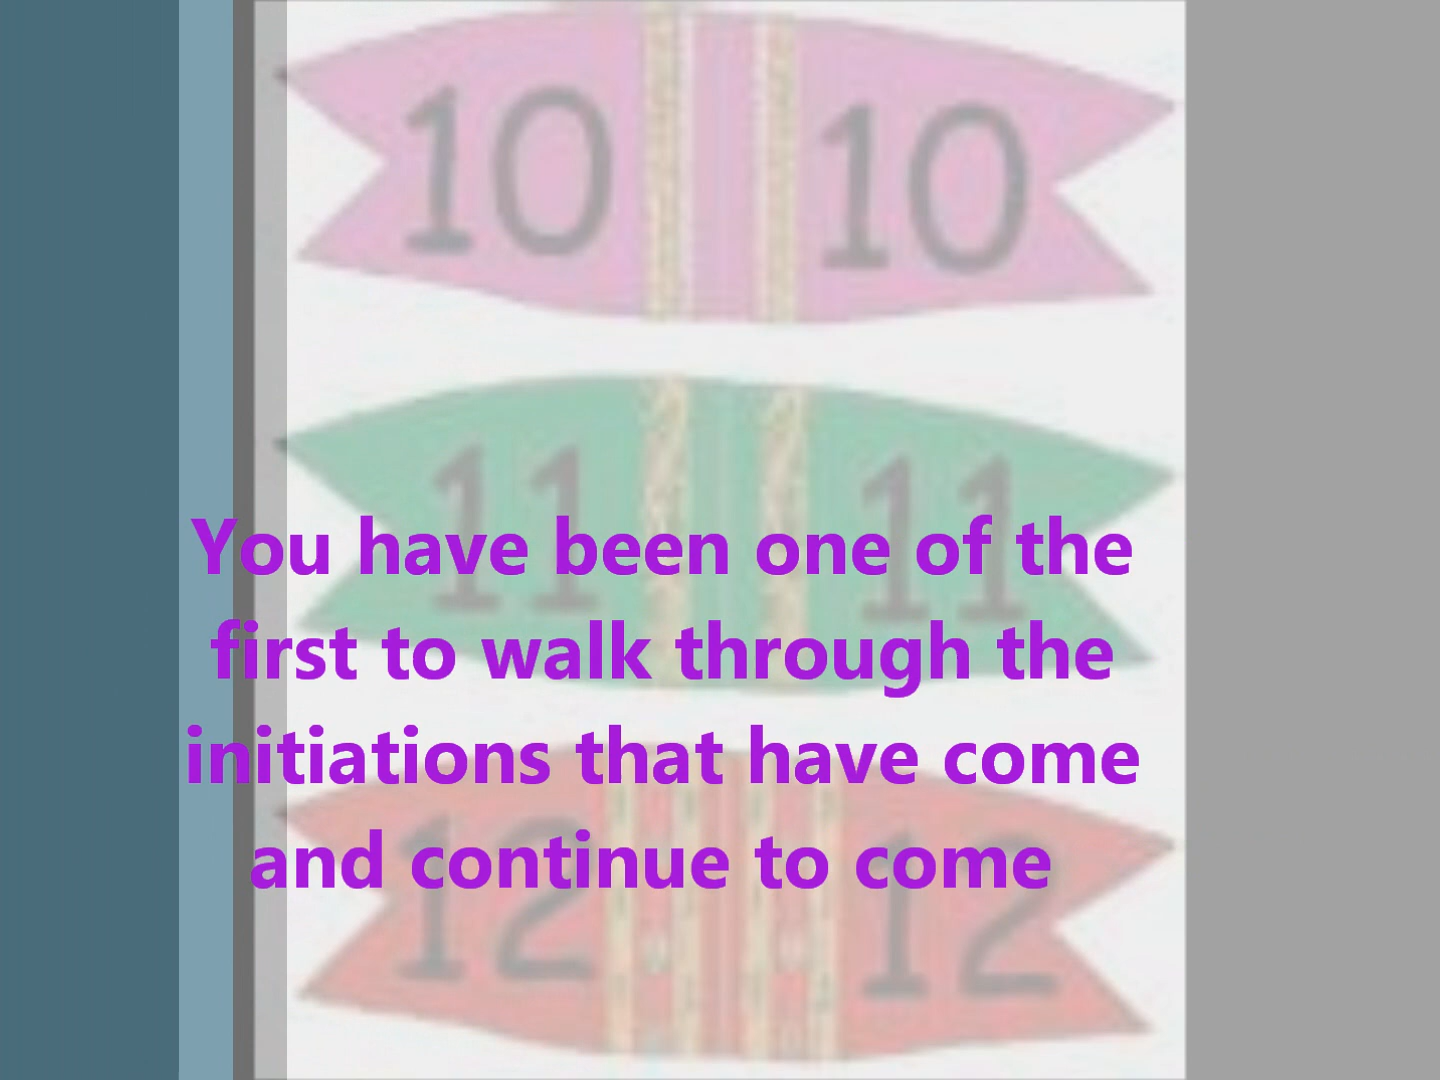 10 10
11 11
You have been one of the
first to walk through the
initiations that have come
and continue to come
12 12